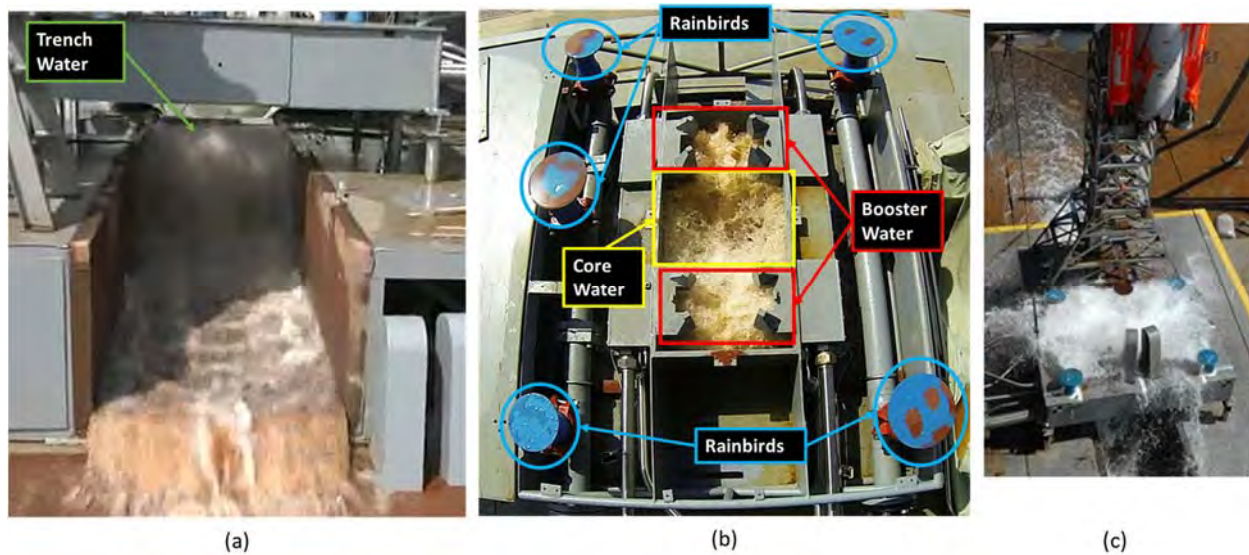 Trench
Water
Rainbirds
Booster
Water
Core
Water
Rainbirds
(a)
(b)
(c)